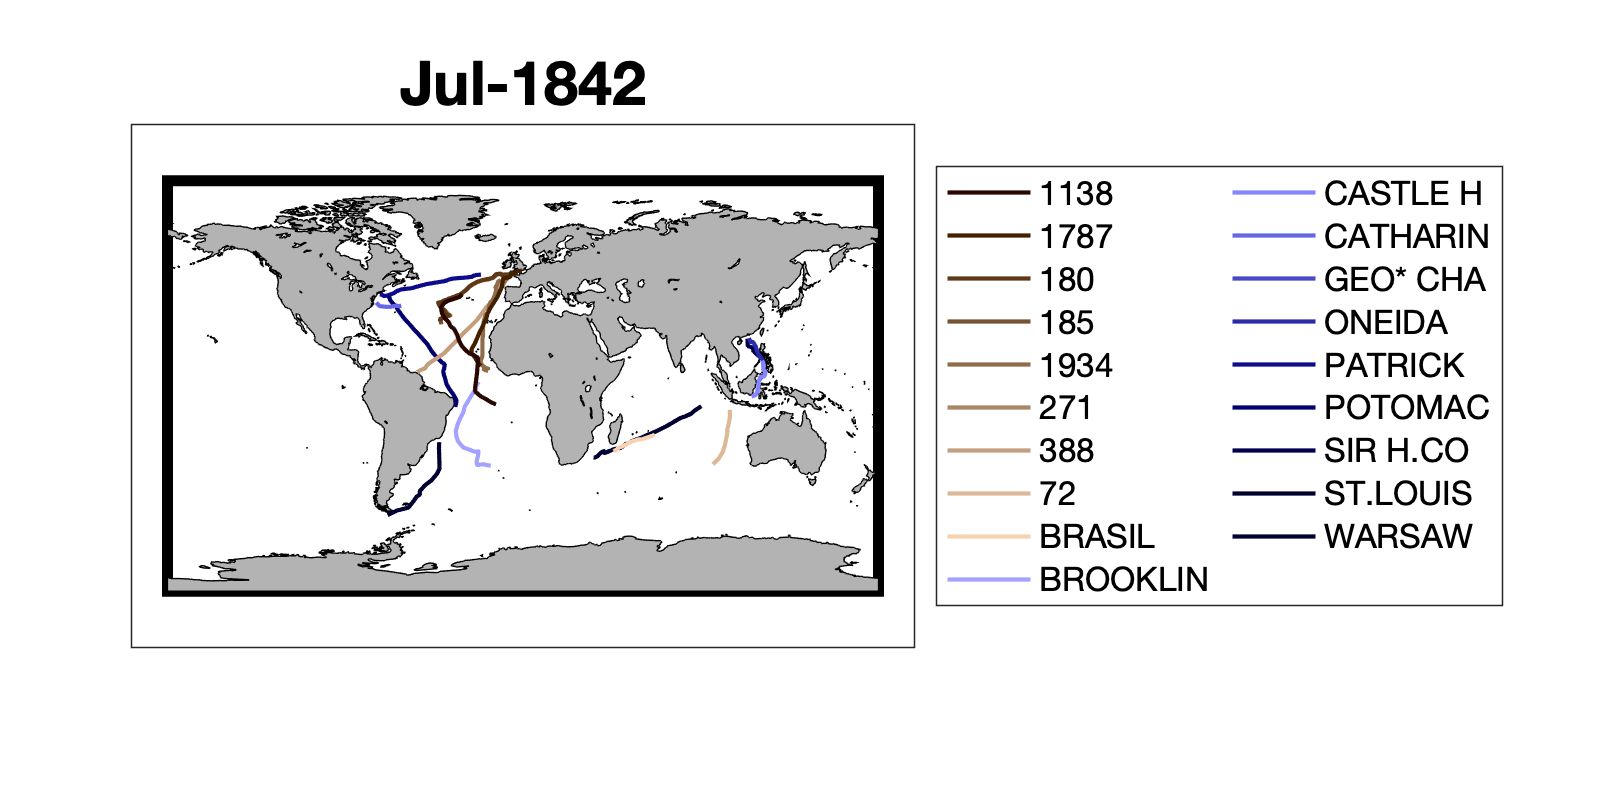 Jul-1842
1138
1787
180
185
1934
271
388
72
BRASIL
BROOKLIN
CASTLE H
CATHARIN
GEO* CHA
ONEIDA
PATRICK
POTOMAC
SIR H.CO
ST.LOUIS
WARSAW